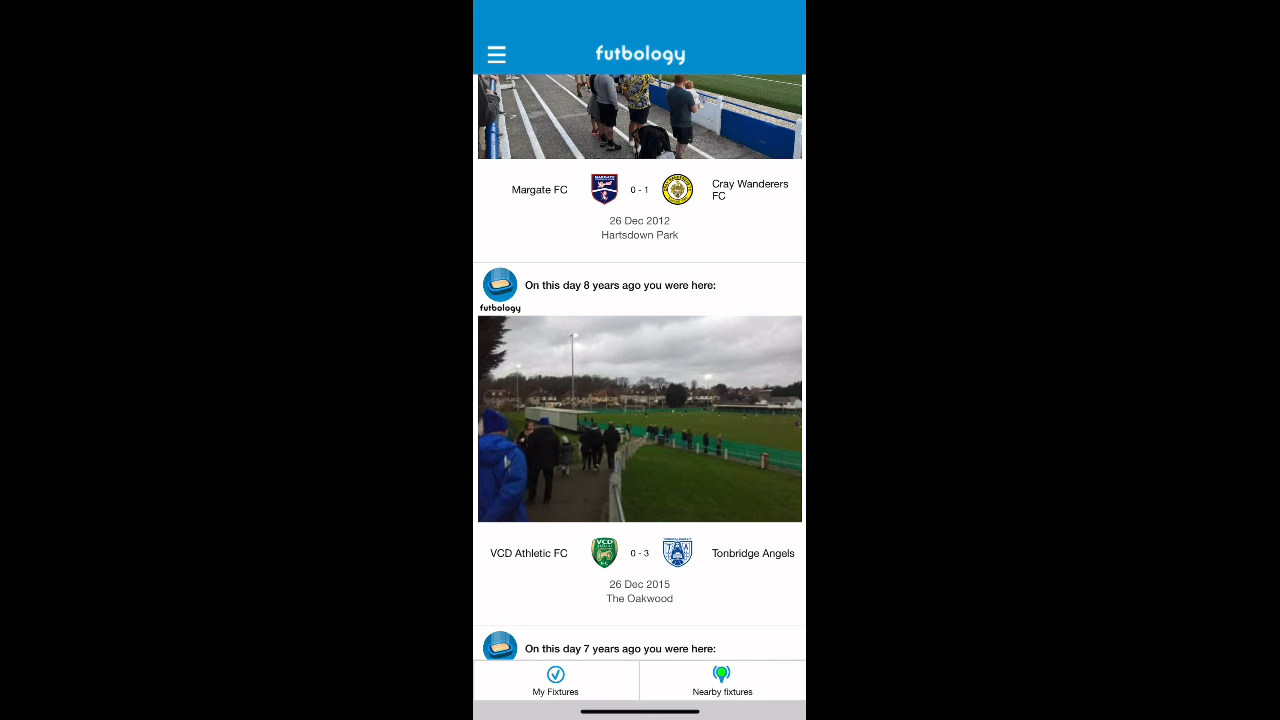 futbology
Margate FC
0 - 1
Cray Wanderers
FC
26 Dec 2012
Hartsdown Park
On this day 8 years ago you were here:
futbology
VCD Athletic FC
0 - 3
Tonbridge Angels
26 Dec 2015
The Oakwood
On this day 7 years ago you were here:
My Fixtures
Nearby fixtures